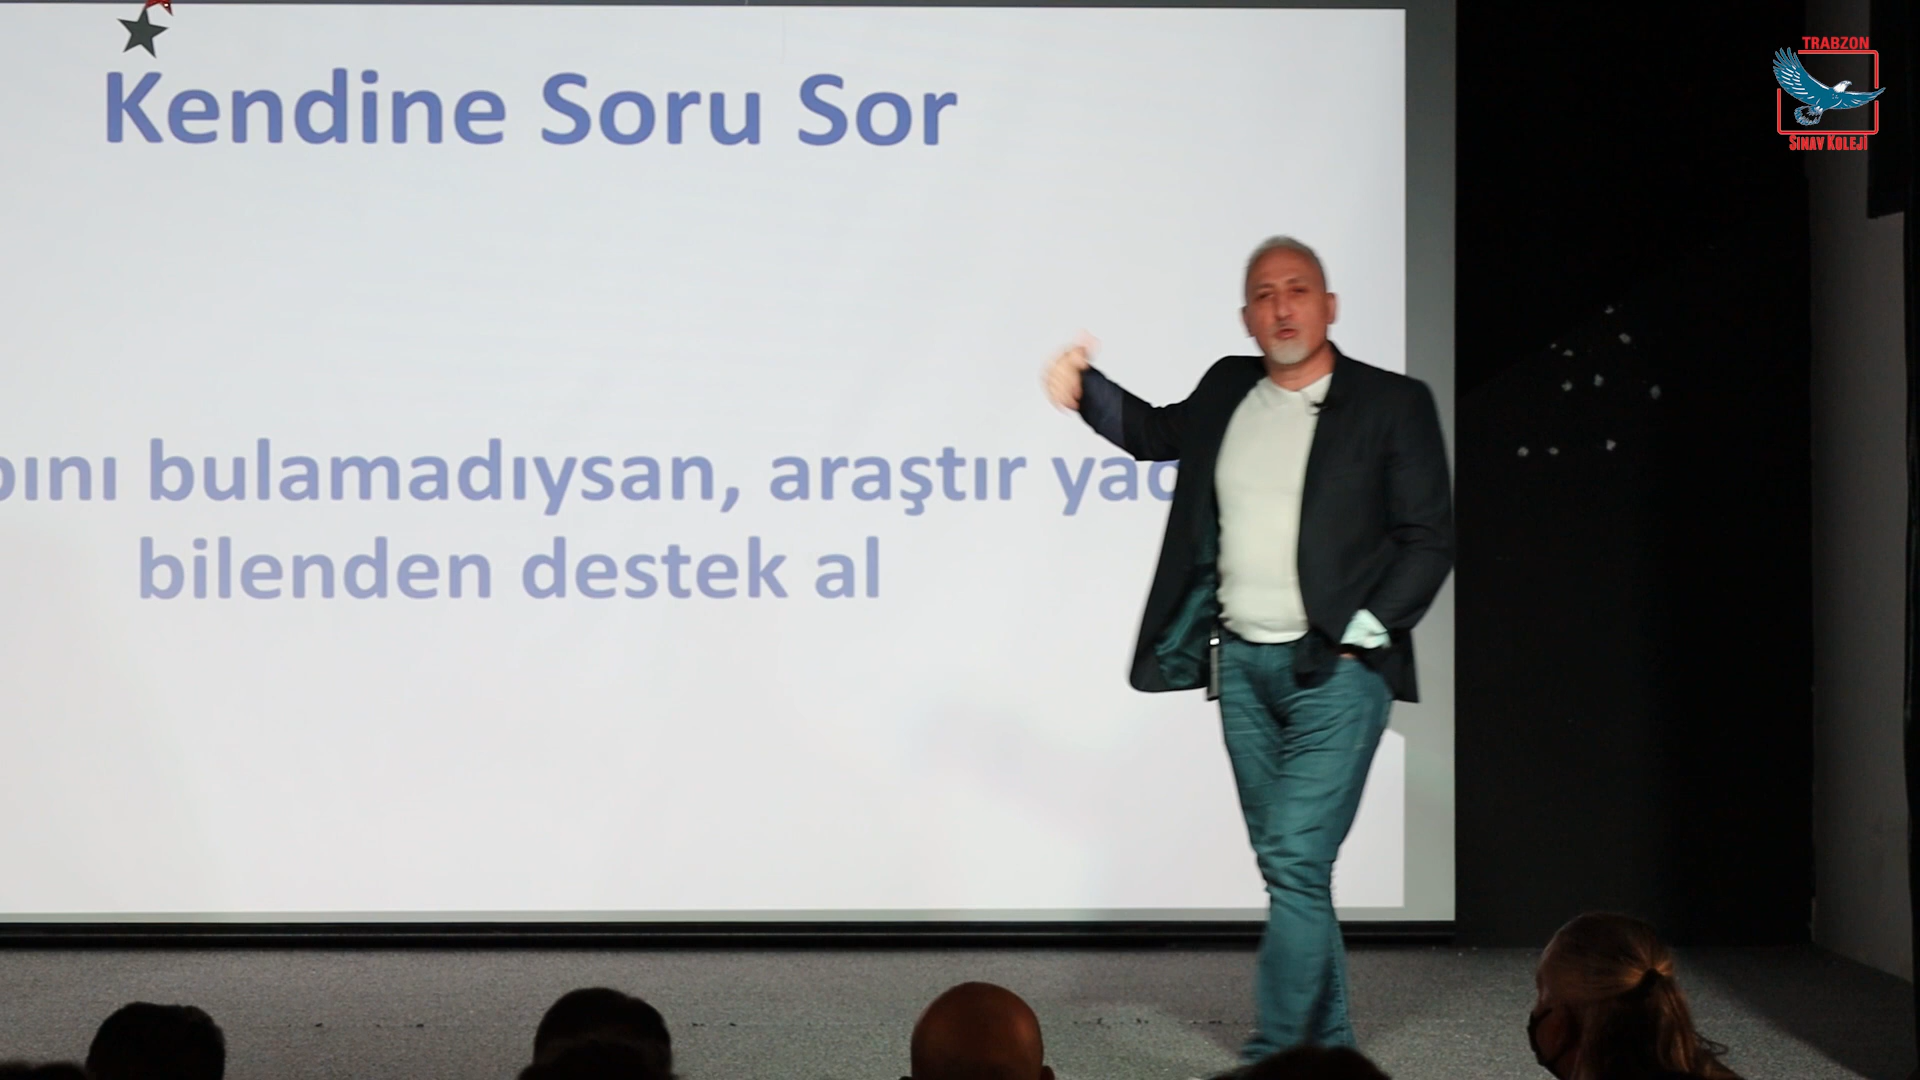 Kendine Soru Sor
bulamadıysan, araştır
bilenden destek al
TRABZON
SINAV KOLEJİ